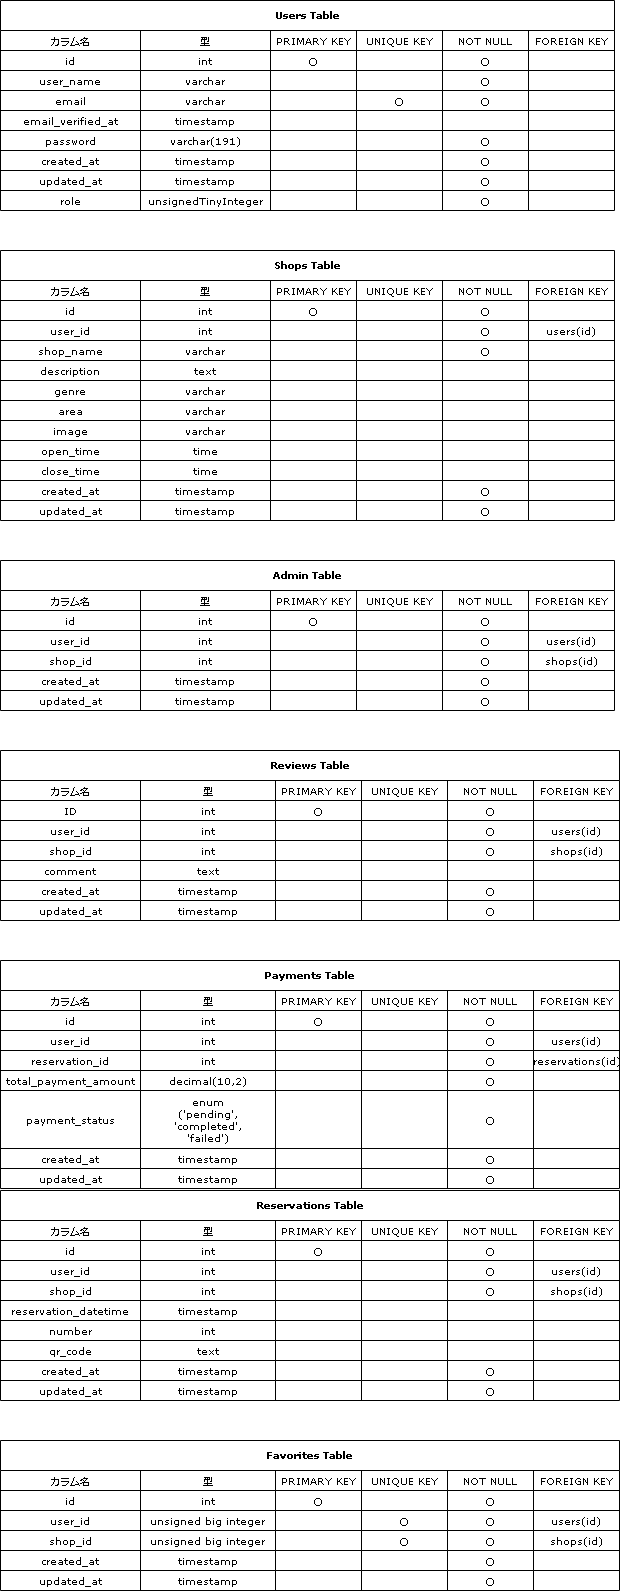 Users Table
カラム名 型 PRIMARY KEY UNIQUE KEY NOT NULL FOREIGN KEY
id int ○ ○
user_name varchar ○
email varchar ○ ○
email_verified_at timestamp
password varchar(191) ○
created_at timestamp ○
updated_at timestamp ○
role unsignedTinyInteger ○
Shops Table
カラム名 型 PRIMARY KEY UNIQUE KEY NOT NULL FOREIGN KEY
id int ○ ○
user_id int ○ users(id)
shop_name varchar ○
description text
genre varchar
area varchar
image varchar
open_time time
close_time time
created_at timestamp ○
updated_at timestamp ○
Admin Table
カラム名 型 PRIMARY KEY UNIQUE KEY NOT NULL FOREIGN KEY
id int ○ ○
user_id int ○ users(id)
shop_id int ○ shops(id)
created_at timestamp ○
updated_at timestamp ○
Reviews Table
カラム名 型 PRIMARY KEY UNIQUE KEY NOT NULL FOREIGN KEY
ID int ○ ○
user_id int ○ users(id)
shop_id int ○ shops(id)
comment text
created_at timestamp ○
updated_at timestamp ○
Payments Table
カラム名 型 PRIMARY KEY UNIQUE KEY NOT NULL FOREIGN KEY
id int ○ ○
user_id int ○ users(id)
reservation_id int ○ reservations(id)
total_payment_amount decimal(10,2) ○
payment_status enum
('pending',
'completed', ○
'failed')
created_at timestamp ○
updated_at timestamp ○
Reservations Table
カラム名 型 PRIMARY KEY UNIQUE KEY NOT NULL FOREIGN KEY
id int ○ ○
user_id int ○ users(id)
shop_id int ○ shops(id)
reservation_datetime timestamp
number int
qr_code text
created_at timestamp ○
updated_at timestamp ○
Favorites Table
カラム名 型 PRIMARY KEY UNIQUE KEY NOT NULL FOREIGN KEY
id int ○ ○
user_id unsigned big integer ○ ○ users(id)
shop_id unsigned big integer ○ ○ shops(id)
created_at timestamp ○
updated_at timestamp ○